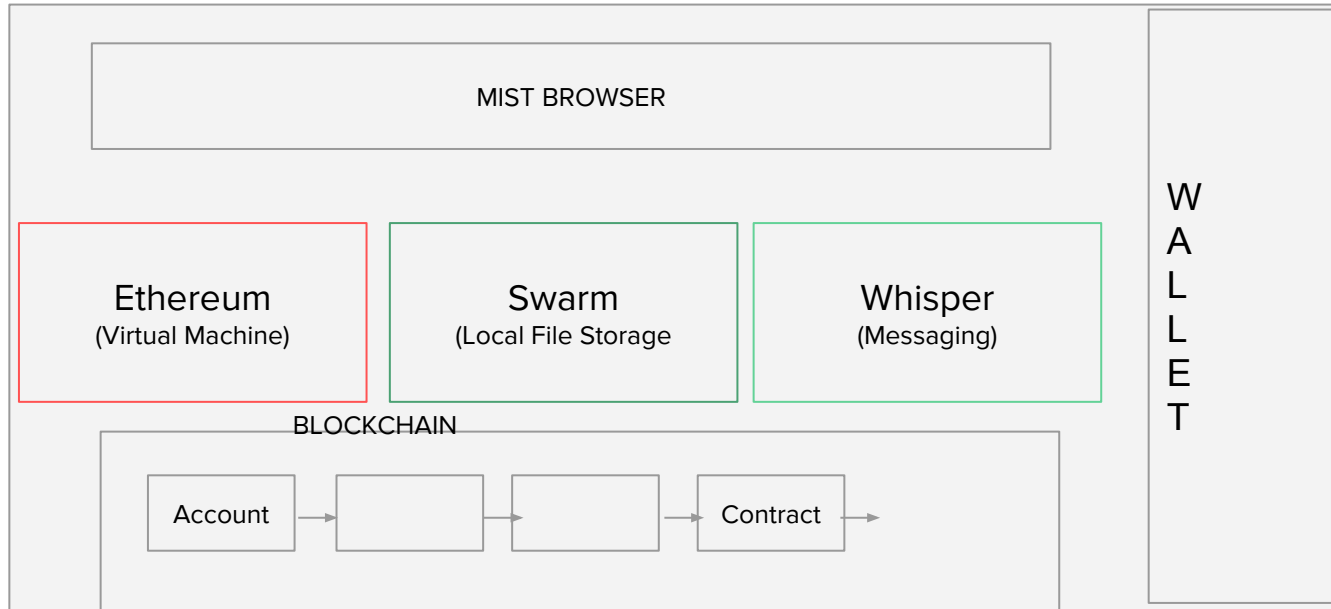 MIST BROWSER
Ethereum
(Virtual Machine)
Swarm
(Local File Storage
Whisper
(Messaging)
W
A
L
L
E
T
BLOCKCHAIN
Account
Contract